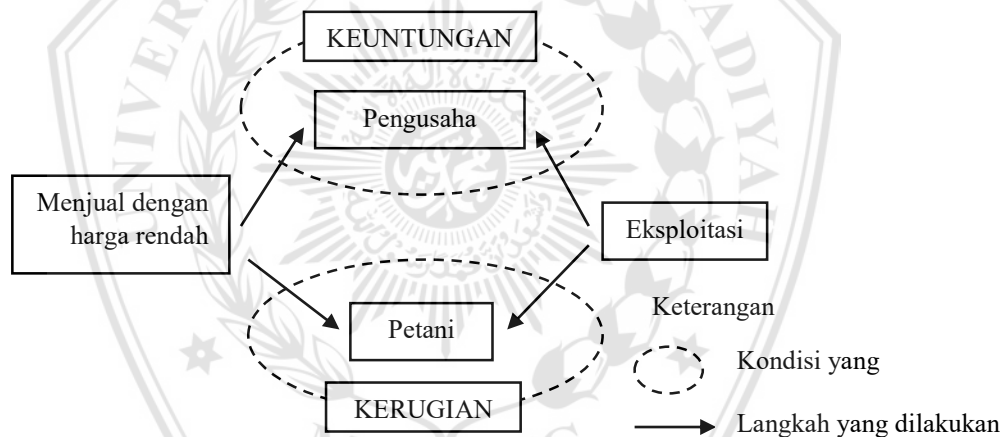 KEUNTUNGAN
Pengusaha
Menjual dengan
harga rendah
Eksploitasi
Petani
KERUGIAN
Keterangan
Kondisi yang
Langkah yang dilakukan